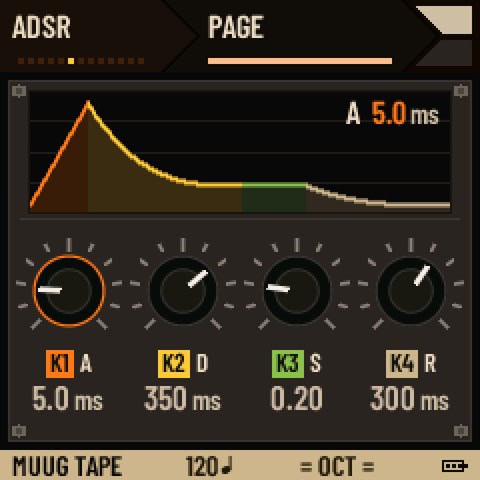 ADSR PAGE
A 5.0 ms
K1 A K2 D K3 S K4 R
5.0 ms 350 ms 0.20 300 ms
MUUG TAPE 120♩ = OCT =